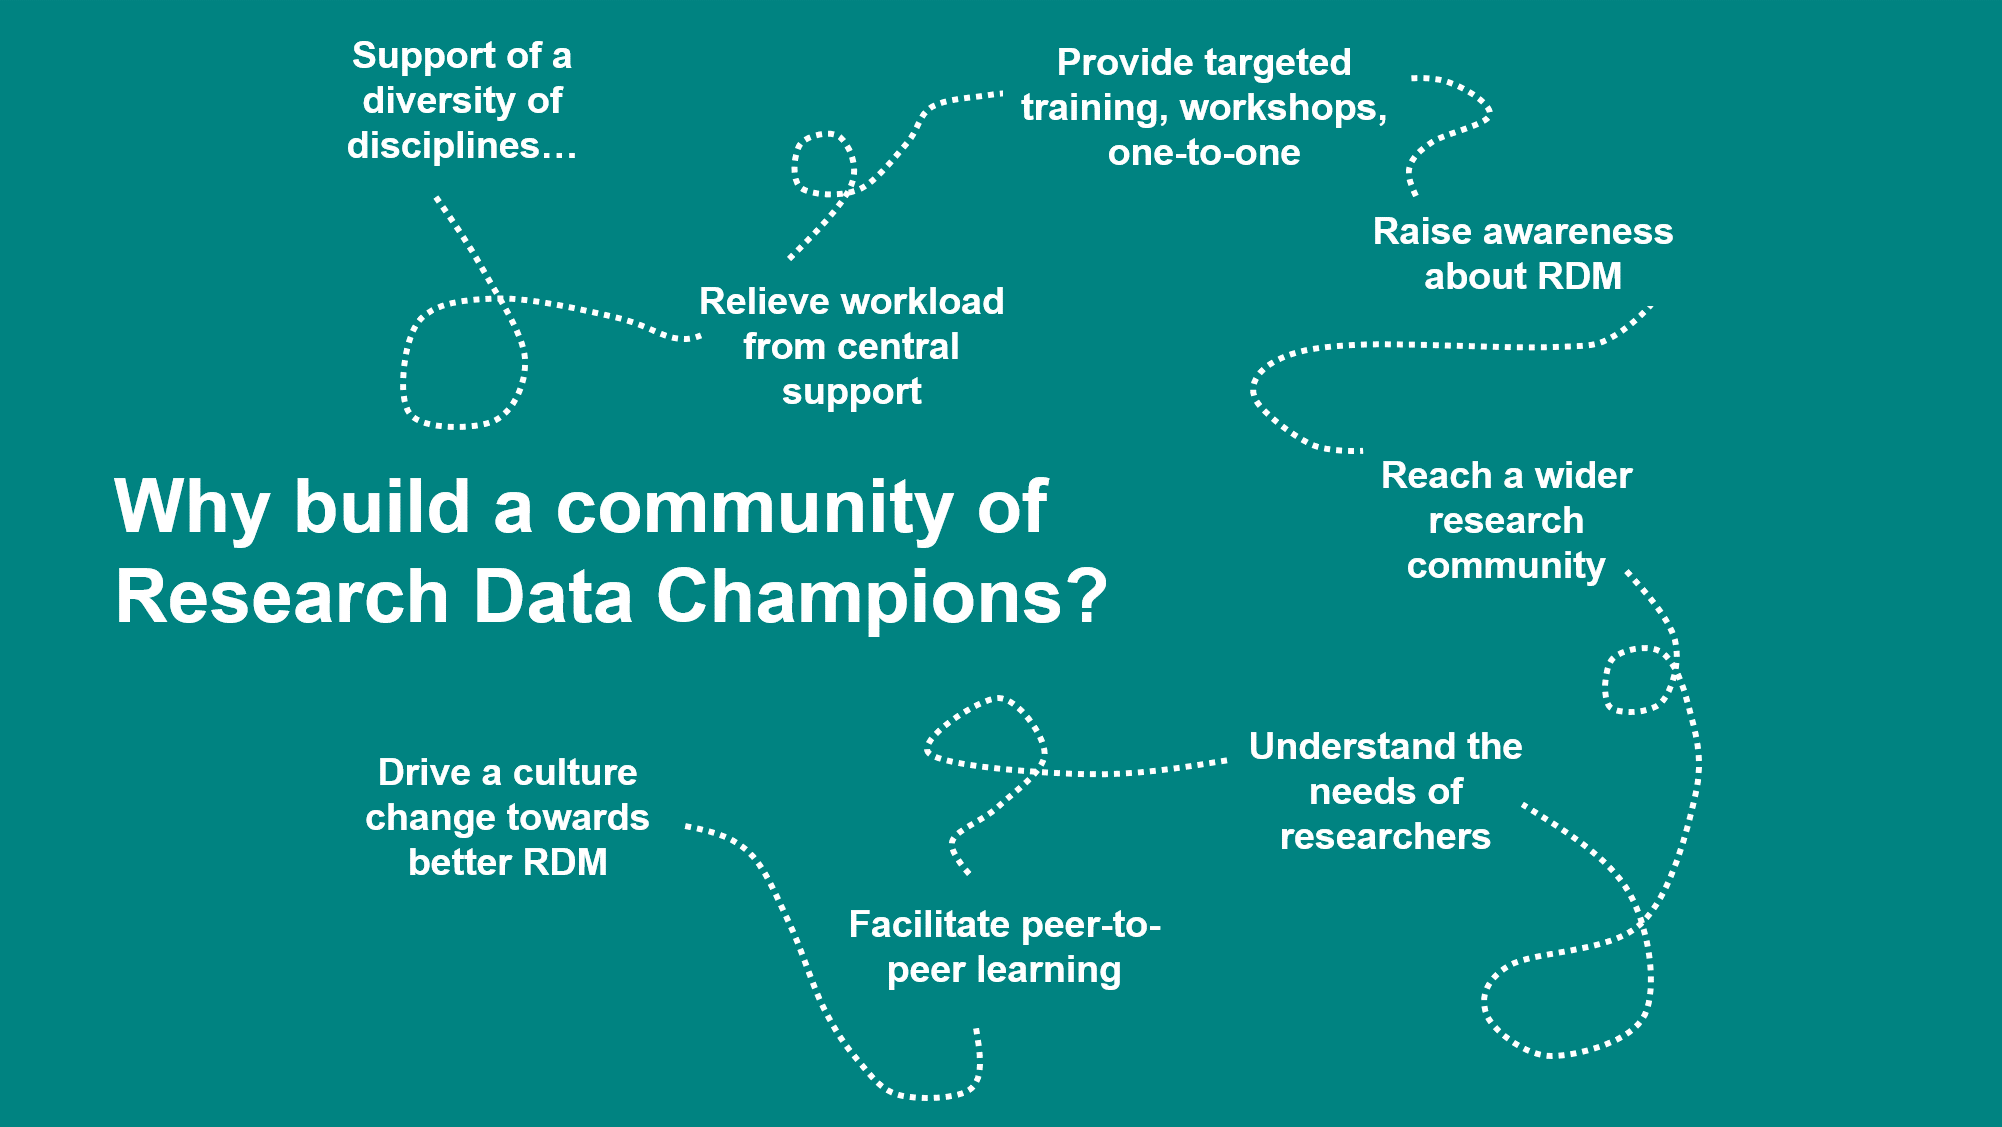 Support of a
diversity of
disciplines…
Relieve workload
from central
support
Provide targeted
training, workshops,
one-to-one
Raise awareness
about RDM
Reach a wider
research
community
Why build a community of
Research Data Champions?
Understand the
needs of
researchers
Facilitate peer-to-
peer learning
Drive a culture
change towards
better RDM